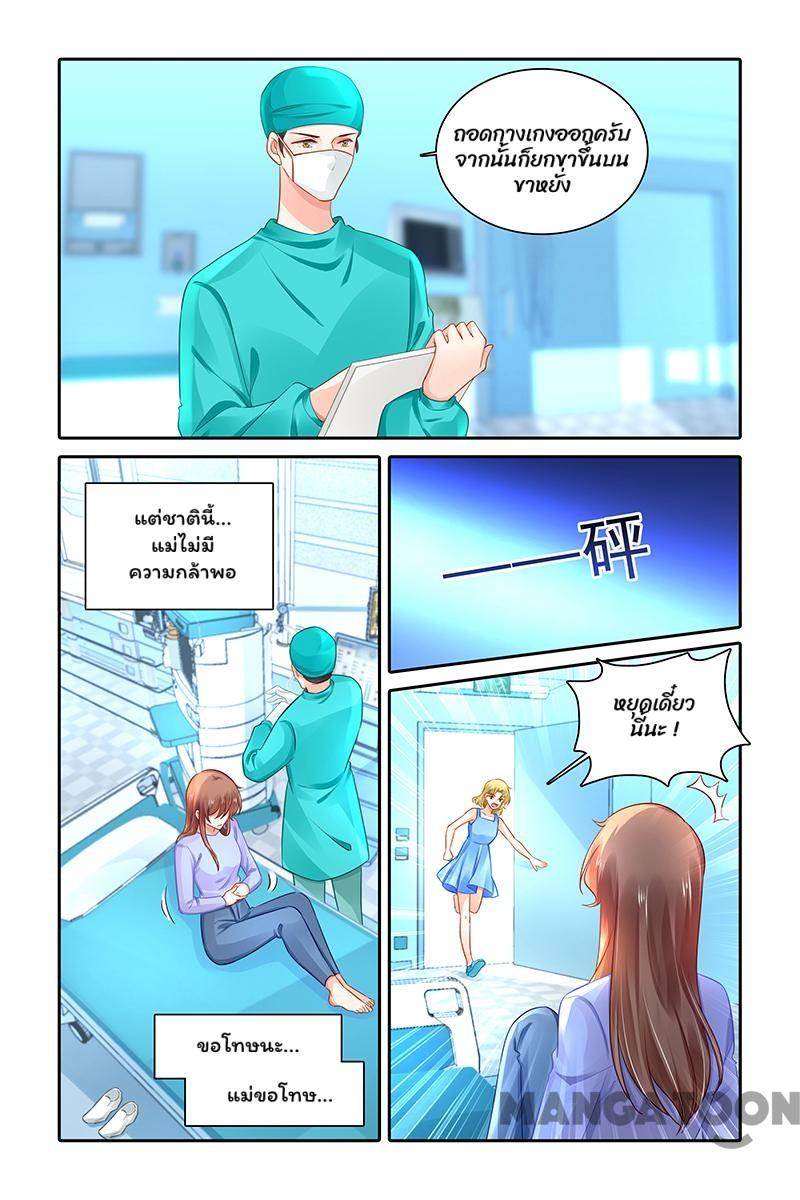 ถอดกางเกงออกครับ
จากนั้นก็ยกขาขึ้นบน
ขาหยั่ง
แต่ชาตินี้...
แม่ไม่มี
ความกล้าพอ
——砰
หยุดเดี๋ยว
นี้นะ !
ขอโทษนะ...
แม่ขอโทษ...
MANGATOON